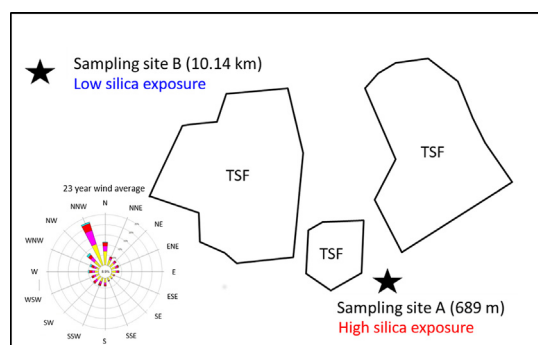 Sampling site B (10.14 km)
Low silica exposure
TSF
TSF
TSF
23 year wind average
N
NNW
NNE
NW
NE
WNW
ENE
W
E
WSW
ESE
SW
SE
SSW
SSE
S
Sampling site A (689 m)
High silica exposure